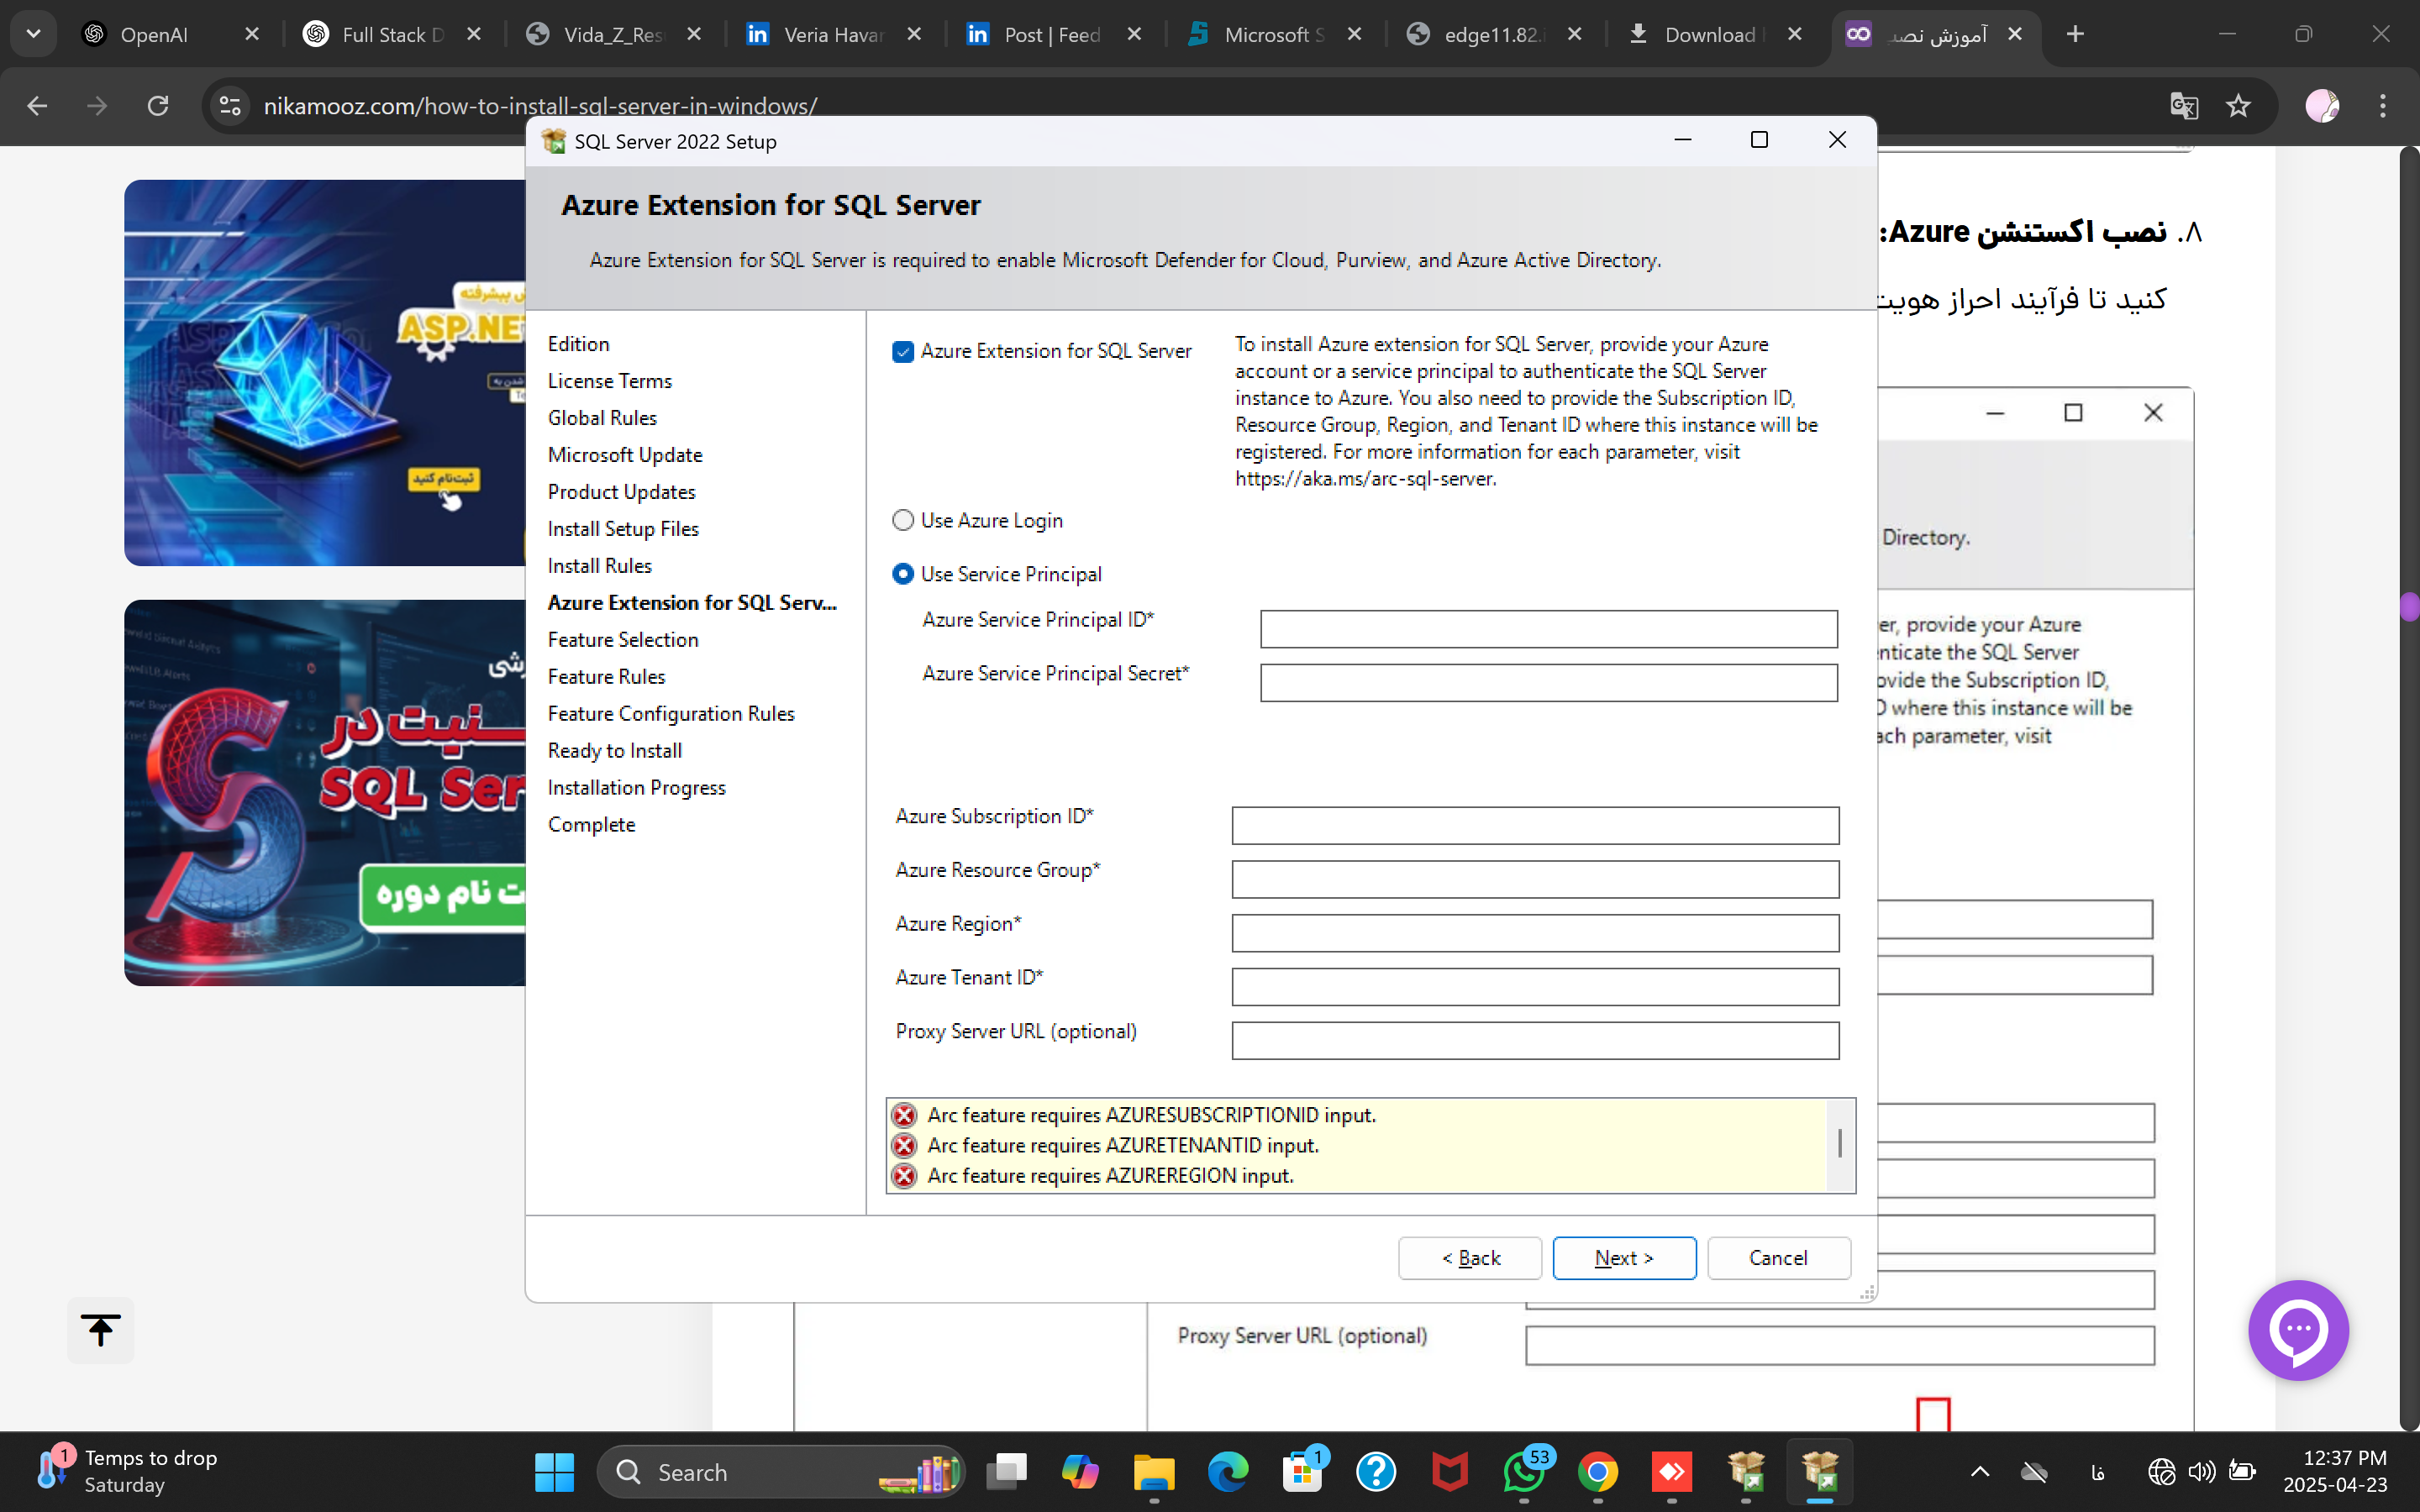 OpenAI
Full Stack D
Vida_Z_Res
Veria Havar
Post | Feed
Microsoft S
edge11.82.i
Download
آموزش نصب
nikamooz.com/how-to-install-sql-server-in-windows/
SQL Server 2022 Setup
Azure Extension for SQL Server
Azure Extension for SQL Server is required to enable Microsoft Defender for Cloud, Purview, and Azure Active Directory.
Edition
License Terms
Global Rules
Microsoft Update
Product Updates
Install Setup Files
Install Rules
Azure Extension for SQL Serv...
Feature Selection
Feature Rules
Feature Configuration Rules
Ready to Install
Installation Progress
Complete
Azure Extension for SQL Server
To install Azure extension for SQL Server, provide your Azure
account or a service principal to authenticate the SQL Server
instance to Azure. You also need to provide the Subscription ID,
Resource Group, Region, and Tenant ID where this instance will be
registered. For more information for each parameter, visit
https://aka.ms/arc-sql-server.
Use Azure Login
Use Service Principal
Azure Service Principal ID*
Azure Service Principal Secret*
Azure Subscription ID*
Azure Resource Group*
Azure Region*
Azure Tenant ID*
Proxy Server URL (optional)
Arc feature requires AZURESUBSCRIPTIONID input.
Arc feature requires AZURETENANTID input.
Arc feature requires AZUREREGION input.
< Back
Next >
Cancel
پیشرفته
ASP.NE
ثبت‌نام کنید
نیت در
SQL Ser
ت نام دوره
۸. نصب اکستنشن Azure:
کنید تا فرآیند احراز هویت
Directory.
er, provide your Azure
nticate the SQL Server
ovide the Subscription ID,
D where this instance will be
ach parameter, visit
Proxy Server URL (optional)
1
Temps to drop
Saturday
Search
1
53
فا
12:37 PM
2025-04-23